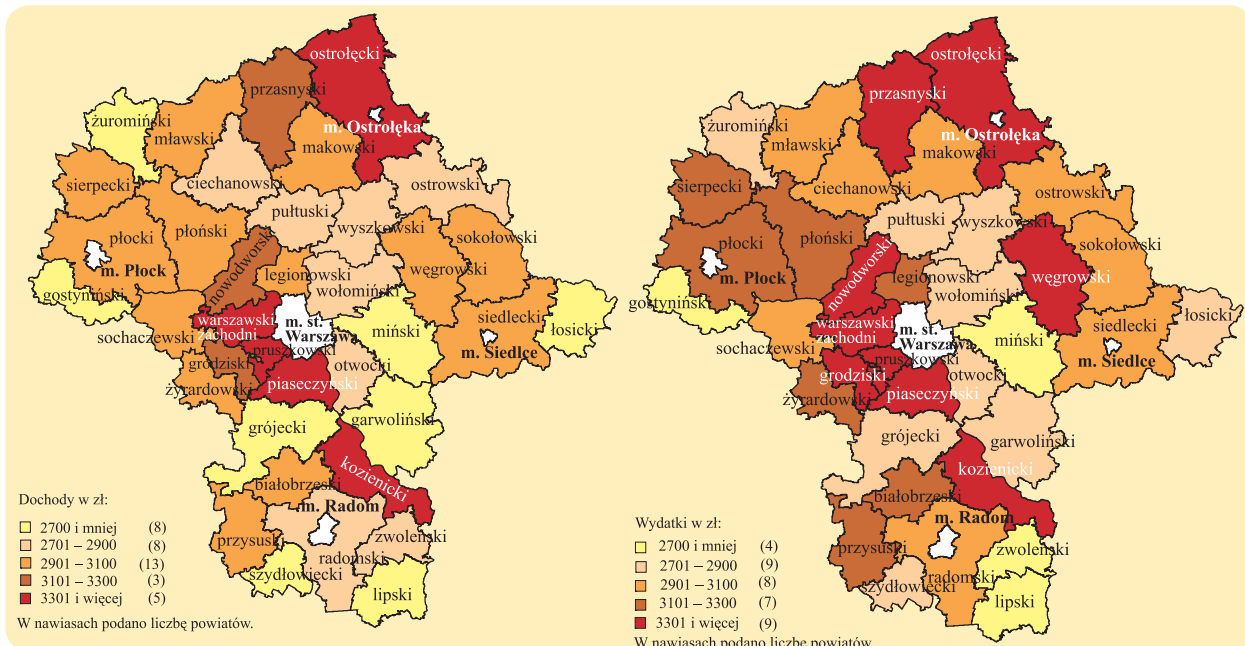 ostrołęcki
przasnyski
żuromiński
mławski
m. Ostrołęka
makowski
sierpecki
ciechanowski
ostrowski
pułtuski
płocki
płoński
wyszkowski
sokołowski
nowodworski
m. Płock
legionowski
węgrowski
gostyniński
wołomiński
siedlecki
warszawski
zachodni
m. st.
Warszawa
miński
łosicki
sochaczewski
pruszkowski
m. Siedlce
grodziski
otwocki
żyrardowski
piaseczyński
garwoliński
grójecki
kozienicki
białobrzeski
m. Radom
przysuski
zwoleński
radomski
szydłowiecki
lipski
Dochody w zł:
2700 i mniej (8)
2701 – 2900 (8)
2901 – 3100 (13)
3101 – 3300 (3)
3301 i więcej (5)
W nawiasach podano liczbę powiatów.
ostrołęcki
przasnyski
żuromiński
mławski
m. Ostrołęka
makowski
sierpecki
ciechanowski
ostrowski
pułtuski
wyszkowski
płocki
płoński
sokołowski
nowodworski
m. Płock
legionowski
węgrowski
gostyniński
wołomiński
siedlecki
łosicki
warszawski
zachodni
m. st.
Warszawa
miński
sochaczewski
pruszkowski
m. Siedlce
grodziski
otwocki
żyrardowski
piaseczyński
grójecki
garwoliński
kozienicki
białobrzeski
m. Radom
przysuski
zwoleński
radomski
szydłowiecki
lipski
Wydatki w zł:
2700 i mniej (4)
2701 – 2900 (9)
2901 – 3100 (8)
3101 – 3300 (7)
3301 i więcej (9)
W nawiasach podano liczbę powiatów